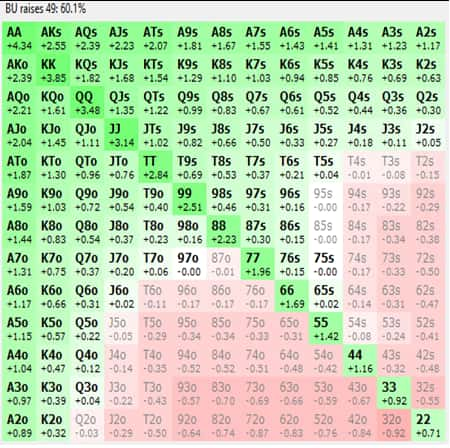 BU raises 49: 60.1%
AA AKs AQs AJs ATs A9s A8s A7s A6s A5s A4s A3s A2s
+4.34 +2.55 +2.39 +2.23 +2.07 +1.81 +1.67 +1.55 +1.43 +1.41 +1.31 +1.23 +1.17
AKo KK KQs KJs KTs K9s K8s K7s K6s K5s K4s K3s K2s
+2.39 +3.85 +1.82 +1.68 +1.54 +1.29 +1.10 +1.03 +0.94 +0.85 +0.76 +0.69 +0.63
AQo KQo QQ QJs QTs Q9s Q8s Q7s Q6s Q5s Q4s Q3s Q2s
+2.21 +1.61 +3.48 +1.35 +1.22 +0.99 +0.83 +0.67 +0.61 +0.52 +0.44 +0.36 +0.30
AJo KJo QJo JJ JTs J9s J8s J7s J6s J5s J4s J3s J2s
+2.04 +1.45 +1.11 +3.14 +1.02 +0.82 +0.66 +0.50 +0.33 +0.27 +0.18 +0.11 +0.05
ATo KTo QTo JTo TT T9s T8s T7s T6s T5s T4s T3s T2s
+1.87 +1.30 +0.96 +0.76 +2.84 +0.69 +0.53 +0.37 +0.21 +0.04 -0.01 -0.08 -0.15
A9o K9o Q9o J9o T9o 99 98s 97s 96s 95s 94s 93s 92s
+1.59 +1.03 +0.72 +0.54 +0.40 +2.51 +0.46 +0.31 +0.16 -0.00 -0.17 -0.22 -0.29
A8o K8o Q8o J8o T8o 98o 88 87s 86s 85s 84s 83s 82s
+1.44 +0.83 +0.54 +0.37 +0.23 +0.16 +2.23 +0.30 +0.15 -0.00 -0.17 -0.34 -0.38
A7o K7o Q7o J7o T7o 97o 87o 77 76s 75s 74s 73s 72s
+1.31 +0.75 +0.37 +0.20 +0.06 -0.00 -0.01 +1.96 +0.15 -0.00 -0.17 -0.33 -0.50
A6o K6o Q6o J6o T6o 96o 86o 76o 66 65s 64s 63s 62s
+1.17 +0.66 +0.31 +0.02 -0.11 -0.17 -0.17 -0.17 +1.69 +0.02 -0.14 -0.31 -0.47
A5o K5o Q5o J5o T5o 95o 85o 75o 65o 55 54s 53s 52s
+1.15 +0.57 +0.22 -0.05 -0.29 -0.34 -0.34 -0.33 -0.31 +1.42 -0.08 -0.24 -0.41
A4o K4o Q4o J4o T4o 94o 84o 74o 64o 54o 44 43s 42s
+1.04 +0.47 +0.12 -0.14 -0.35 -0.52 -0.52 -0.51 -0.48 -0.42 +1.16 -0.32 -0.48
A3o K3o Q3o J3o T3o 93o 83o 73o 63o 53o 43o 33 32s
+0.97 +0.39 +0.04 -0.22 -0.43 -0.57 -0.70 -0.69 -0.66 -0.59 -0.67 +0.92 -0.55
A2o K2o Q2o J2o T2o 92o 82o 72o 62o 52o 42o 32o 22
+0.89 +0.32 -0.03 -0.29 -0.50 -0.64 -0.74 -0.87 -0.83 -0.76 -0.84 -0.92 +0.71